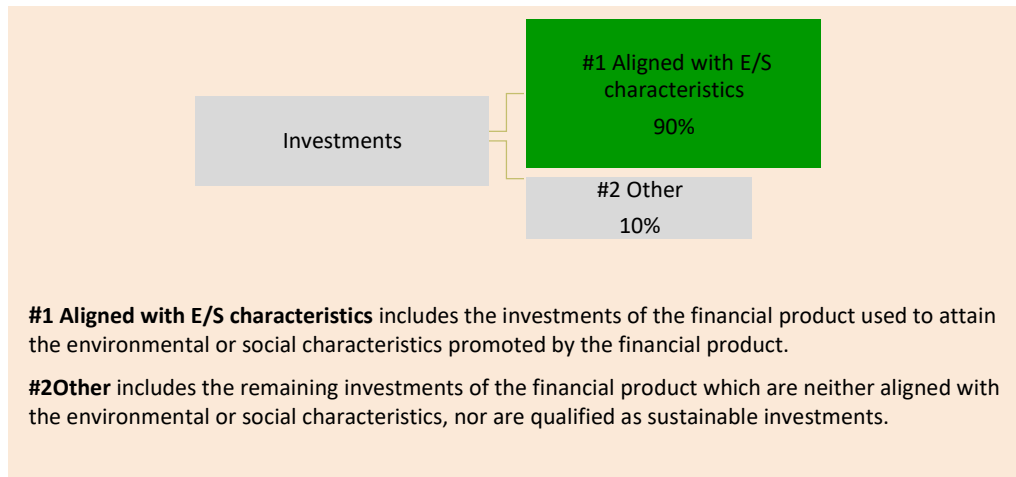 #1 Aligned with E/S
characteristics
90%
Investments
#2 Other
10%
#1 Aligned with E/S characteristics includes the investments of the financial product used to attain
the environmental or social characteristics promoted by the financial product.
#2Other includes the remaining investments of the financial product which are neither aligned with
the environmental or social characteristics, nor are qualified as sustainable investments.